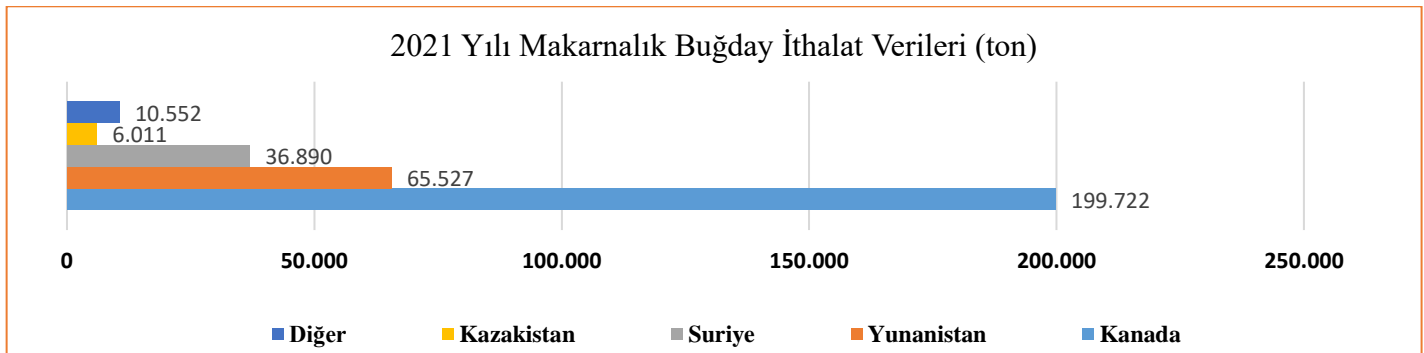 2021 Yılı Makarnalık Buğday İthalat Verileri (ton)
10.552
6.011
36.890
65.527
199.722
0 50.000 100.000 150.000 200.000 250.000
Diğer Kazakistan Suriye Yunanistan Kanada